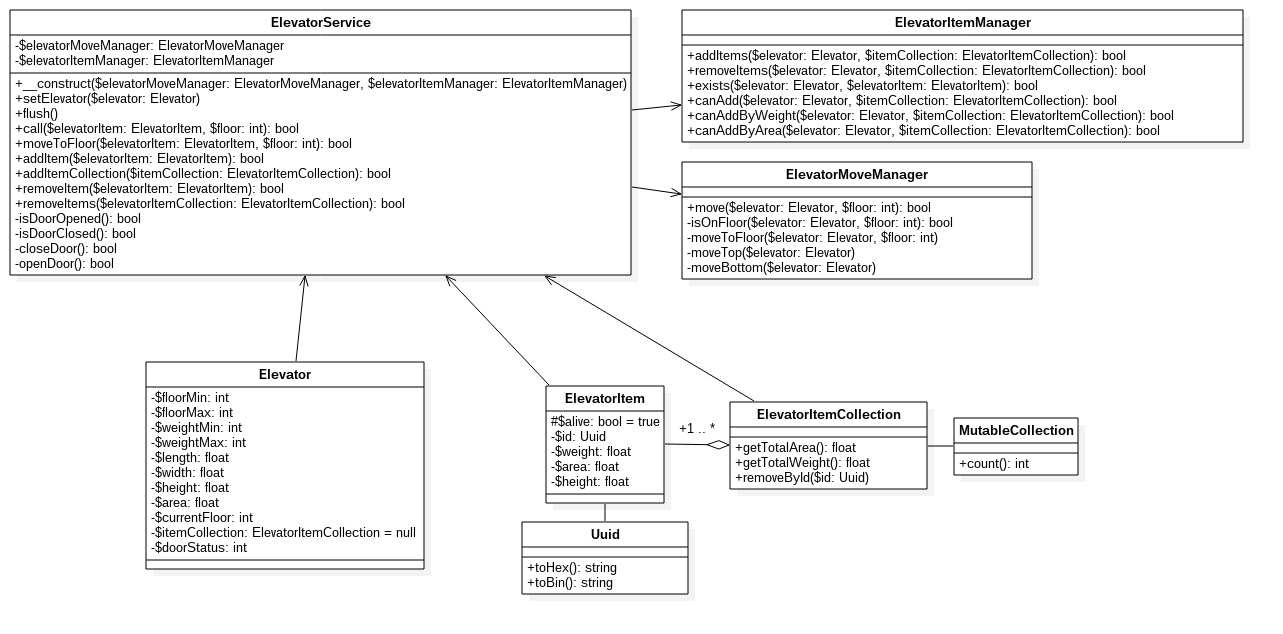 ElevatorService
-$elevatorMoveManager: ElevatorMoveManager
-$elevatorItemManager: ElevatorItemManager
+__construct($elevatorMoveManager: ElevatorMoveManager, $elevatorItemManager: ElevatorItemManager)
+setElevator($elevator: Elevator)
+flush()
+call($elevatorItem: ElevatorItem, $floor: int): bool
+moveToFloor($elevatorItem: ElevatorItem, $floor: int): bool
+addItem($elevatorItem: ElevatorItem): bool
+addItemCollection($itemCollection: ElevatorItemCollection): bool
+removeItem($elevatorItem: ElevatorItem): bool
+removeItems($elevatorItemCollection: ElevatorItemCollection): bool
-isDoorOpened(): bool
-isDoorClosed(): bool
-closeDoor(): bool
-openDoor(): bool
ElevatorItemManager
+addItems($elevator: Elevator, $itemCollection: ElevatorItemCollection): bool
+removeItems($elevator: Elevator, $itemCollection: ElevatorItemCollection): bool
+exists($elevator: Elevator, $elevatorItem: ElevatorItem): bool
+canAdd($elevator: Elevator, $itemCollection: ElevatorItemCollection): bool
+canAddByWeight($elevator: Elevator, $itemCollection: ElevatorItemCollection): bool
+canAddByArea($elevator: Elevator, $itemCollection: ElevatorItemCollection): bool
ElevatorMoveManager
+move($elevator: Elevator, $floor: int): bool
-isOnFloor($elevator: Elevator, $floor: int): bool
-moveToFloor($elevator: Elevator, $floor: int)
-moveTop($elevator: Elevator)
-moveBottom($elevator: Elevator)
Elevator
-$floorMin: int
-$floorMax: int
-$weightMin: int
-$weightMax: int
-$length: float
-$width: float
-$height: float
-$area: float
-$currentFloor: int
-$itemCollection: ElevatorItemCollection = null
-$doorStatus: int
ElevatorItem
#$alive: bool = true
-$id: Uuid
-$weight: float
-$area: float
-$height: float
+1 .. *
ElevatorItemCollection
+getTotalArea(): float
+getTotalWeight(): float
+removeById($id: Uuid)
MutableCollection
+count(): int
Uuid
+toHex(): string
+toBin(): string